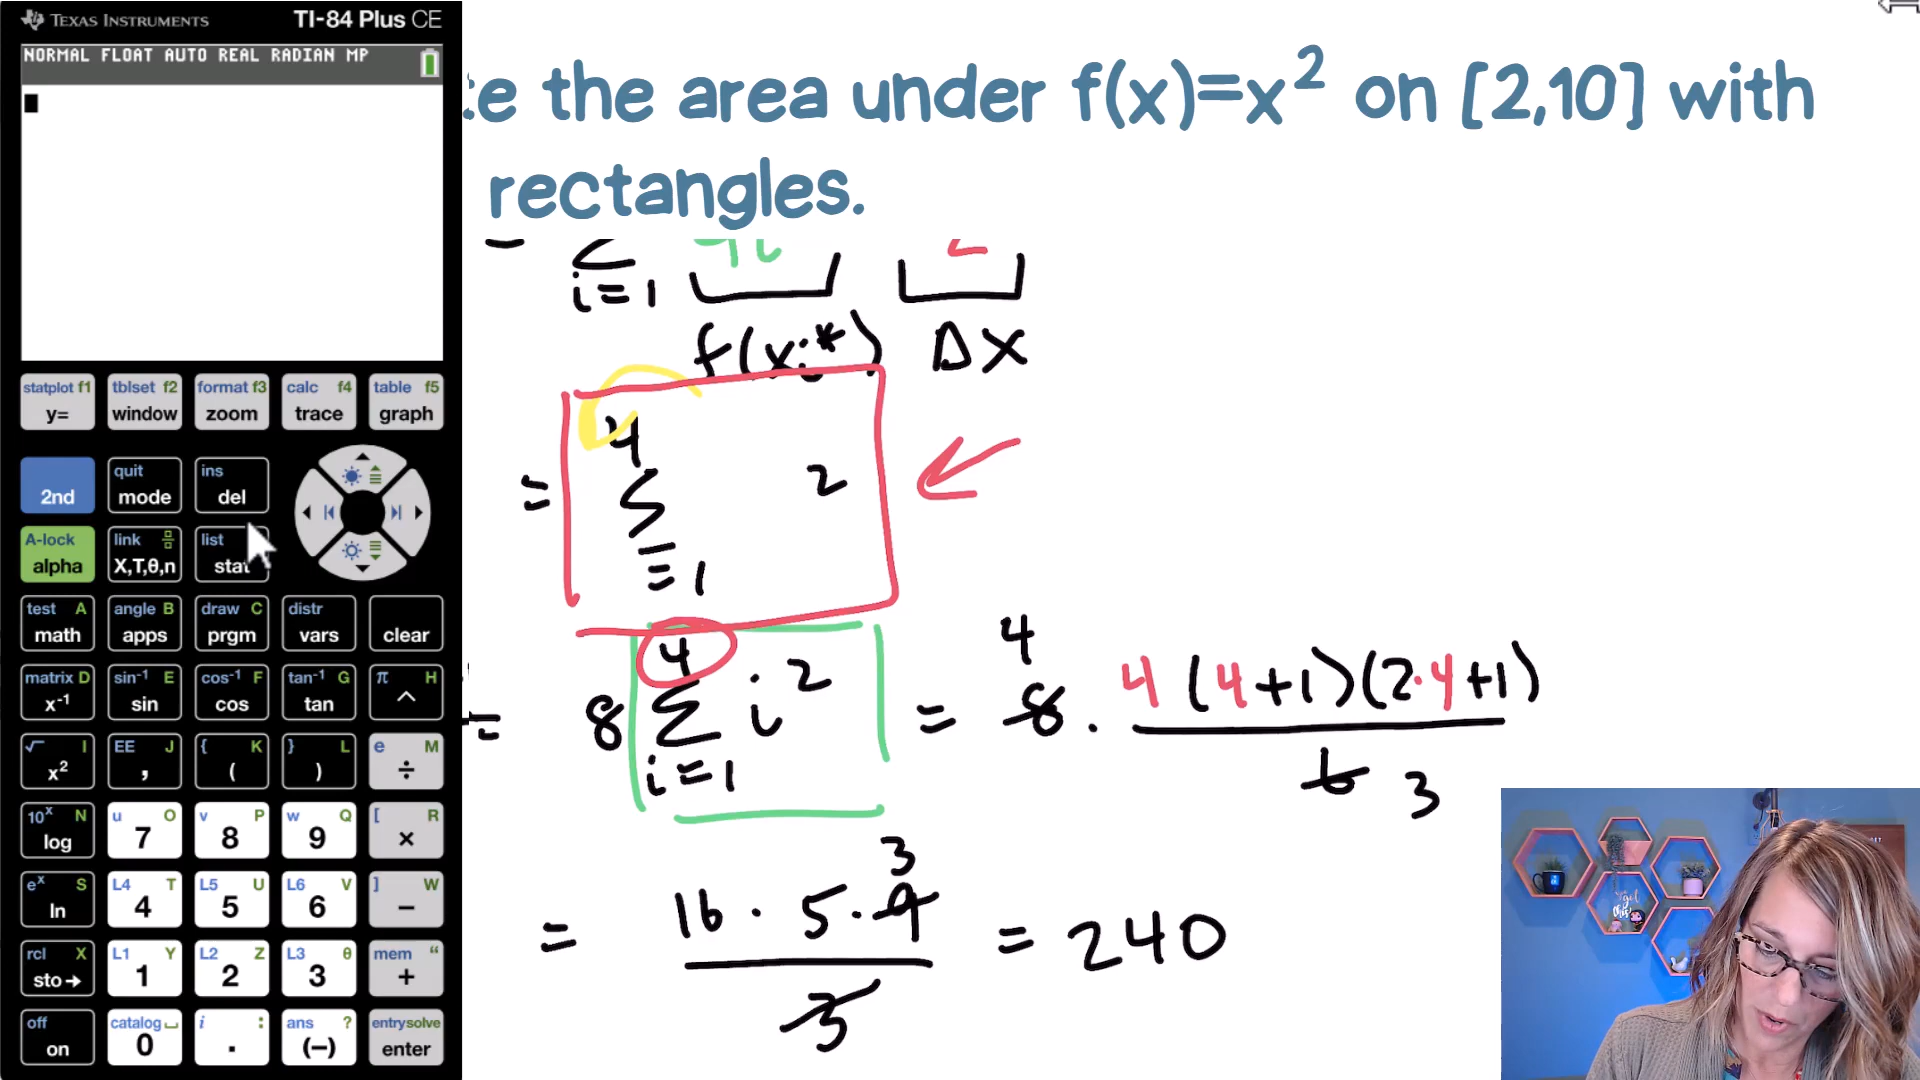 TEXAS INSTRUMENTS TI-84 Plus CE
NORMAL FLOAT AUTO REAL RADIAN MP
te the area under f(x)=x² on [2,10] with
rectangles.
i=1
f(xᵢ*) Δx
4
= Σ 2
=1
= 8 4 Σ i=1 i² = 8 4 · 4(4+1)(2·4+1)
6 3
= 16 · 5 · 9 3 = 240
3
statplot f1 tblset f2 format f3 calc f4 table f5
y= window zoom trace graph
quit ins
2nd mode del
A-lock link list
alpha X,T,θ,n stat
test A angle B draw C distr
math apps prgm vars clear
matrix D sin⁻¹ E cos⁻¹ F tan⁻¹ G π H
x⁻¹ sin cos tan ^
√ I EE J { K } L e M
x² , ( ) ÷
10ˣ N u O v P w Q [ R
log 7 8 9 ×
eˣ S L4 T L5 U L6 V ] W
ln 4 5 6 −
rcl X L1 Y L2 Z L3 θ mem "
sto→ 1 2 3 +
off catalog i : ans ? entry solve
on 0 . (−) enter